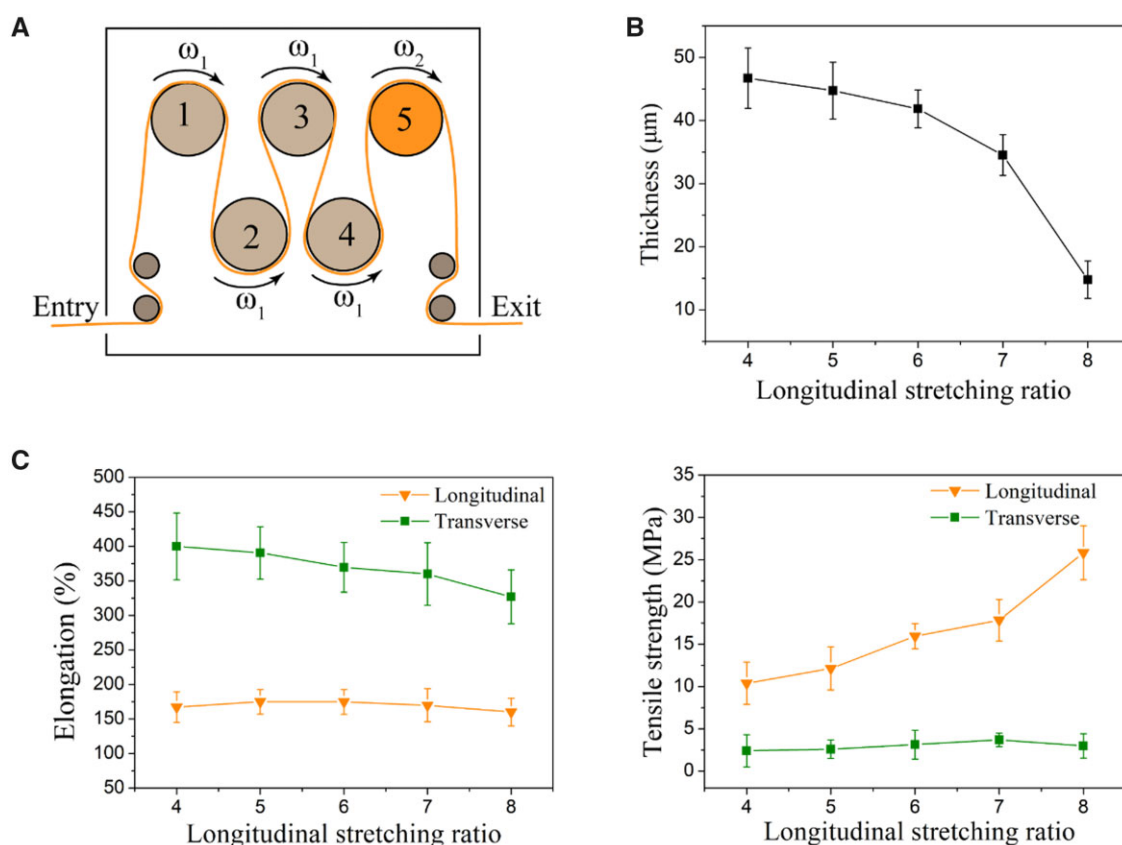 A
ω1 ω1 ω2
1 3 5
2 4
Entry Exit
ω1 ω1
B
50
40
30
20
10
Thickness (μm)
4 5 6 7 8
Longitudinal stretching ratio
C
500
450
400
350
300
250
200
150
100
50
Elongation (%)
Longitudinal
Transverse
4 5 6 7 8
Longitudinal stretching ratio
35
30
25
20
15
10
5
0
Tensile strength (MPa)
Longitudinal
Transverse
4 5 6 7 8
Longitudinal stretching ratio